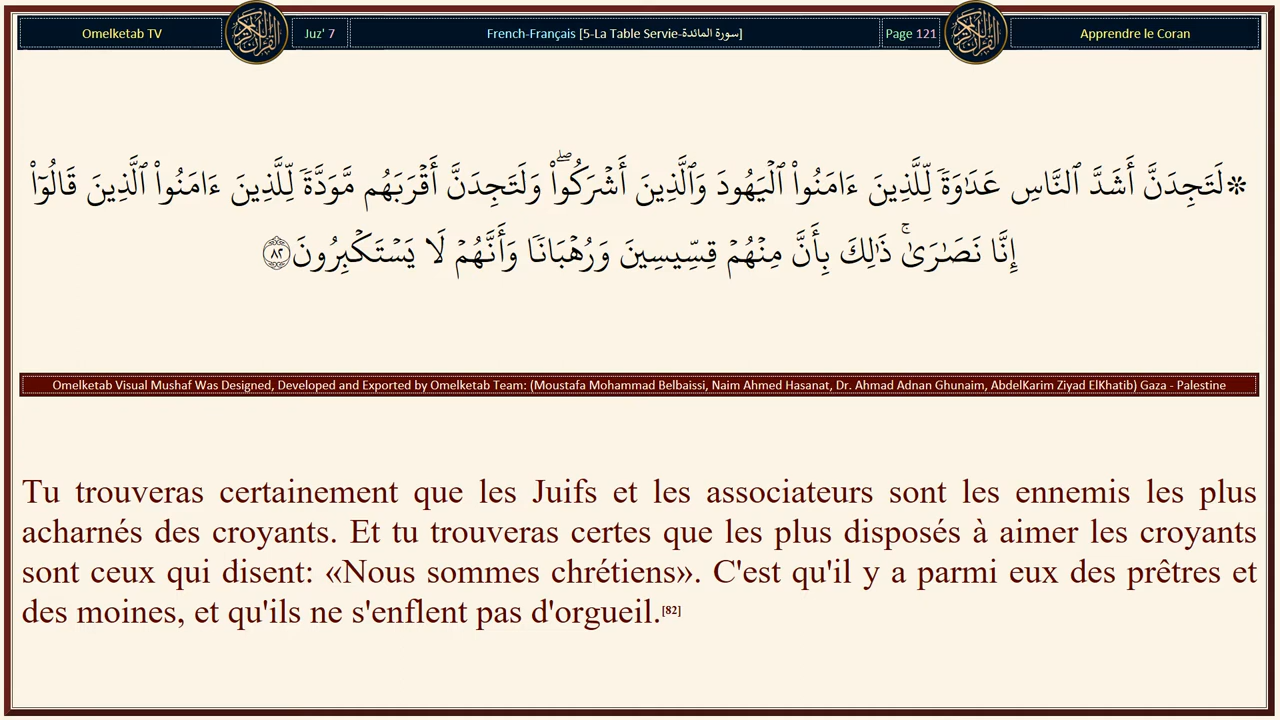 Omelketab TV
Juz' 7
French-Français [5-La Table Servie-سورة المائدة]
Page 121
Apprendre le Coran
۞ لَتَجِدَنَّ أَشَدَّ ٱلنَّاسِ عَدَٰوَةٗ لِّلَّذِينَ ءَامَنُواْ ٱلۡيَهُودَ وَٱلَّذِينَ أَشۡرَكُواْۖ وَلَتَجِدَنَّ أَقۡرَبَهُم مَّوَدَّةٗ لِّلَّذِينَ ءَامَنُواْ ٱلَّذِينَ قَالُوٓاْ
إِنَّا نَصَٰرَىٰۚ ذَٰلِكَ بِأَنَّ مِنۡهُمۡ قِسِّيسِينَ وَرُهۡبَانٗا وَأَنَّهُمۡ لَا يَسۡتَكۡبِرُونَ ٨٢
Omelketab Visual Mushaf Was Designed, Developed and Exported by Omelketab Team: (Moustafa Mohammad Belbaissi, Naim Ahmed Hasanat, Dr. Ahmad Adnan Ghunaim, AbdelKarim Ziyad ElKhatib) Gaza - Palestine
Tu trouveras certainement que les Juifs et les associateurs sont les ennemis les plus
acharnés des croyants. Et tu trouveras certes que les plus disposés à aimer les croyants
sont ceux qui disent: «Nous sommes chrétiens». C'est qu'il y a parmi eux des prêtres et
des moines, et qu'ils ne s'enflent pas d'orgueil.[82]